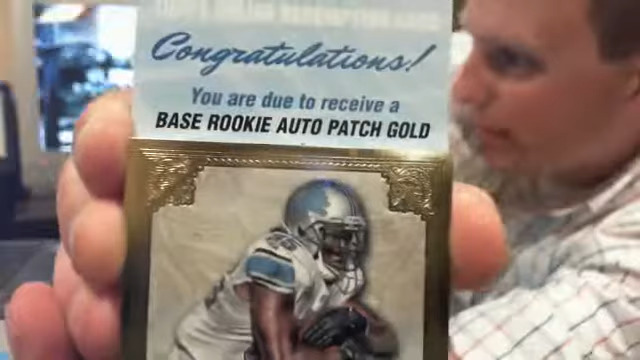 Congratulations!
You are due to receive a
BASE ROOKIE AUTO PATCH GOLD